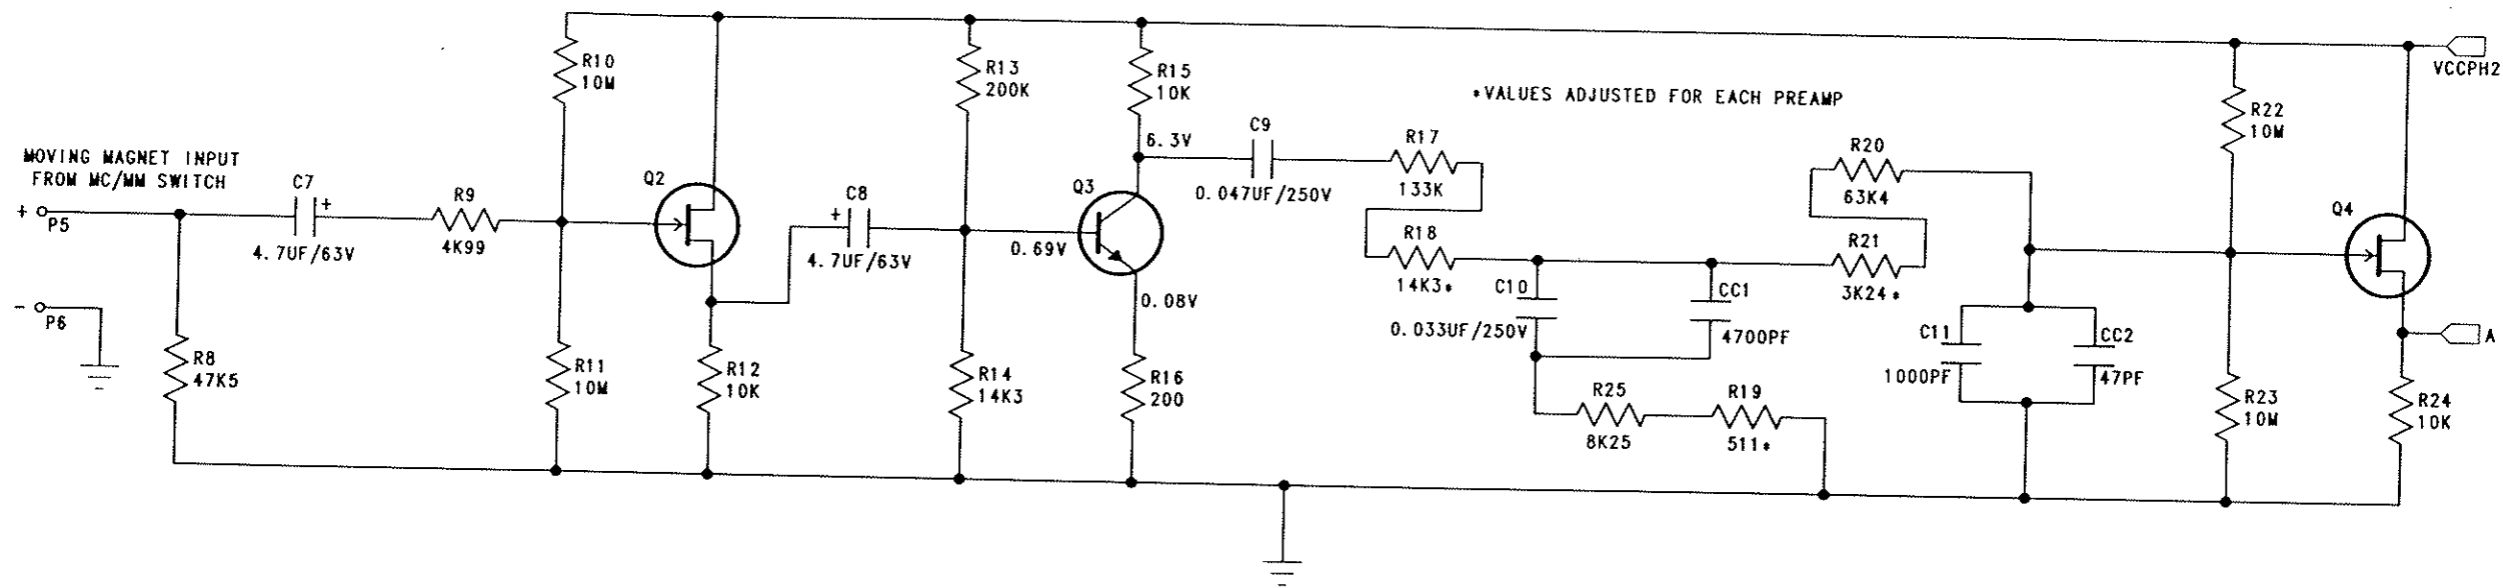 R10
10M
R13
200K
R15
10K
VCCPH2
*VALUES ADJUSTED FOR EACH PREAMP
R22
10M
MOVING MAGNET INPUT
FROM MC/MM SWITCH
+
P5
C7
+
4.7UF/63V
R9
4K99
Q2
C8
+
4.7UF/63V
0.69V
Q3
6.3V
C9
0.047UF/250V
R17
133K
R18
14K3*
R20
63K4
R21
3K24*
Q4
-
P6
0.08V
C10
0.033UF/250V
CC1
4700PF
C11
1000PF
CC2
47PF
A
R8
47K5
R11
10M
R12
10K
R14
14K3
R16
200
R25
8K25
R19
511*
R23
10M
R24
10K